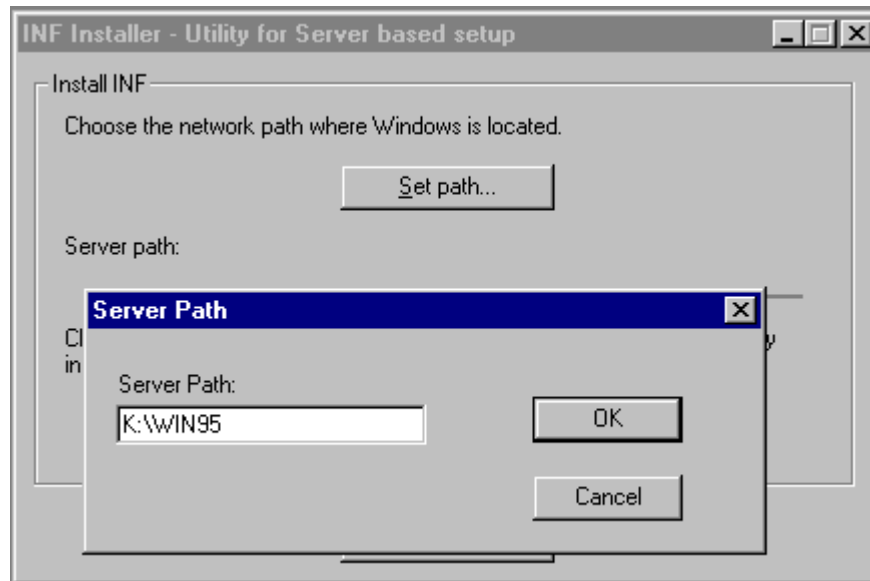 INF Installer - Utility for Server based setup
Install INF
Choose the network path where Windows is located.
Set path...
Server path:
Server Path
Server Path:
K:\WIN95
OK
Cancel